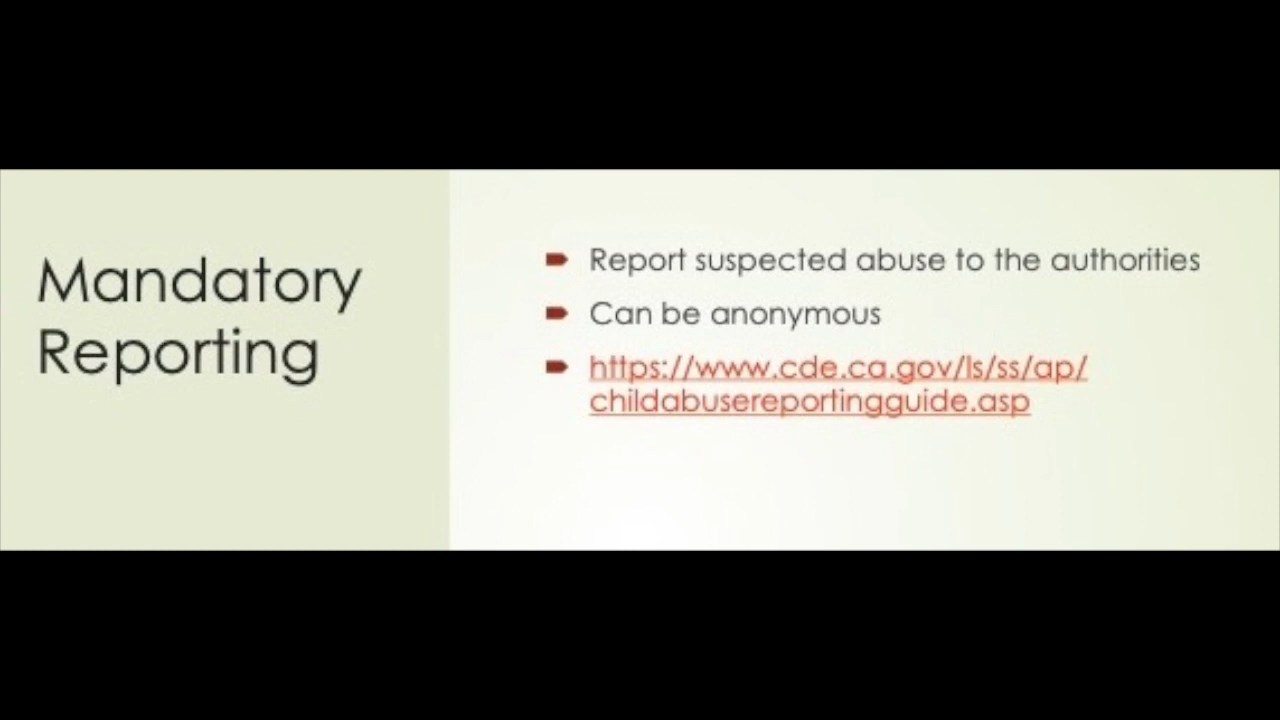 Mandatory
Reporting
Report suspected abuse to the authorities
Can be anonymous
https://www.cde.ca.gov/ls/ss/ap/
childabusereportingguide.asp